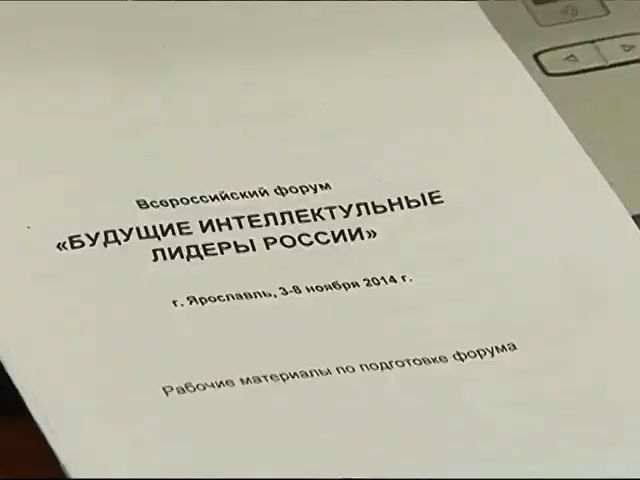 Всероссийский форум
«БУДУЩИЕ ИНТЕЛЛЕКТУЛЬНЫЕ
ЛИДЕРЫ РОССИИ»
г. Ярославль, 3-8 ноября 2014 г.
Рабочие материалы по подготовке форума